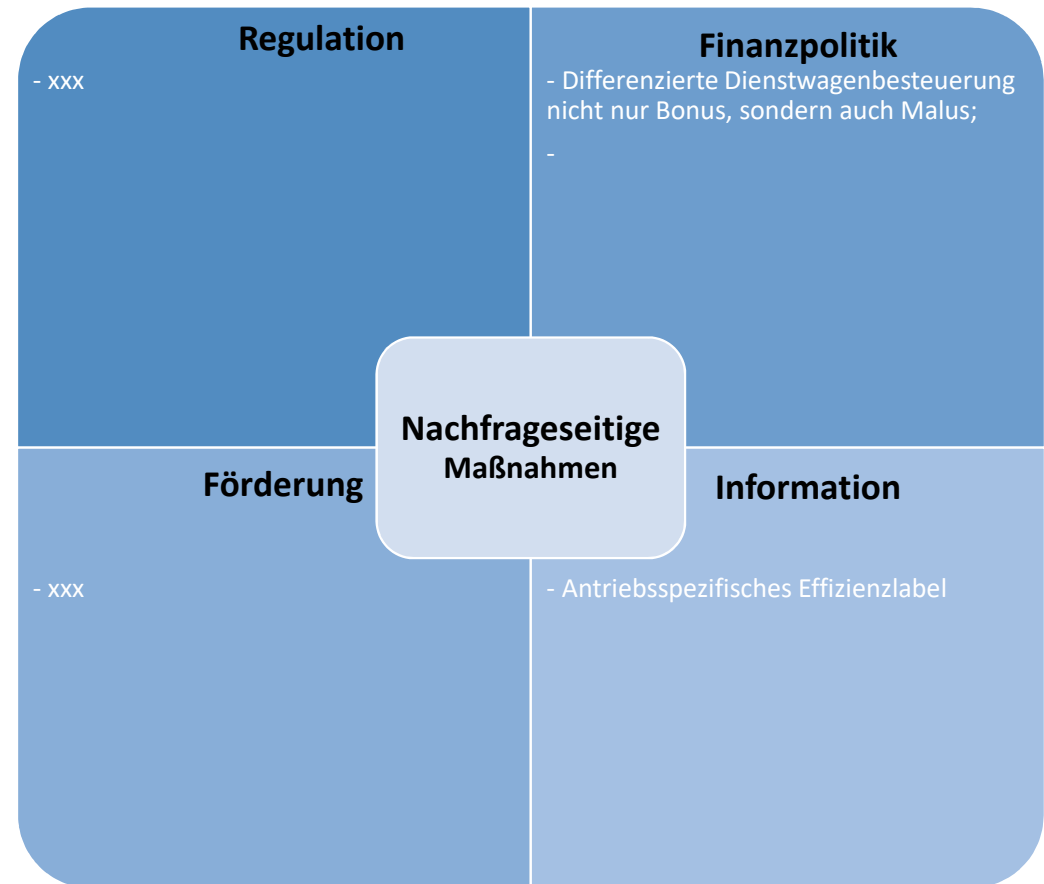 Regulation
- xxx
Finanzpolitik
- Differenzierte Dienstwagenbesteuerung
nicht nur Bonus, sondern auch Malus;
-
Nachfrageseitige
Maßnahmen
Förderung
- xxx
Information
- Antriebsspezifisches Effizienzlabel